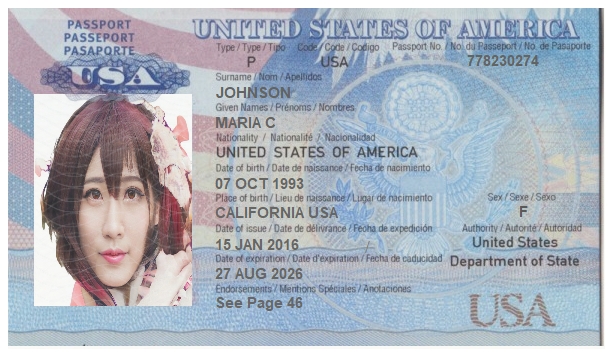 PASSPORT
PASSEPORT
PASAPORTE
USA
UNITED STATES OF AMERICA
Type / Type / Tipo Code / Code / Codigo Passport No. / No. du Passeport / No. de Pasaporte
P USA 778230274
Surname / Nom / Apellidos
JOHNSON
Given Names / Prénoms / Nombres
MARIA C
Nationality / Nationalité / Nacionalidad
UNITED STATES OF AMERICA
Date of birth / Date de naissance / Fecha de nacimiento
07 OCT 1993
Place of birth / Lieu de naissance / Lugar de nacimiento Sex / Sexe / Sexo
CALIFORNIA USA F
Date of issue / Date de délivrance / Fecha de expedición Authority / Autorité / Autoridad
15 JAN 2016 United States
Date of expiration / Date d'expiration / Fecha de caducidad Department of State
27 AUG 2026
Endorsements / Mentions Spéciales / Anotaciones
See Page 46
USA